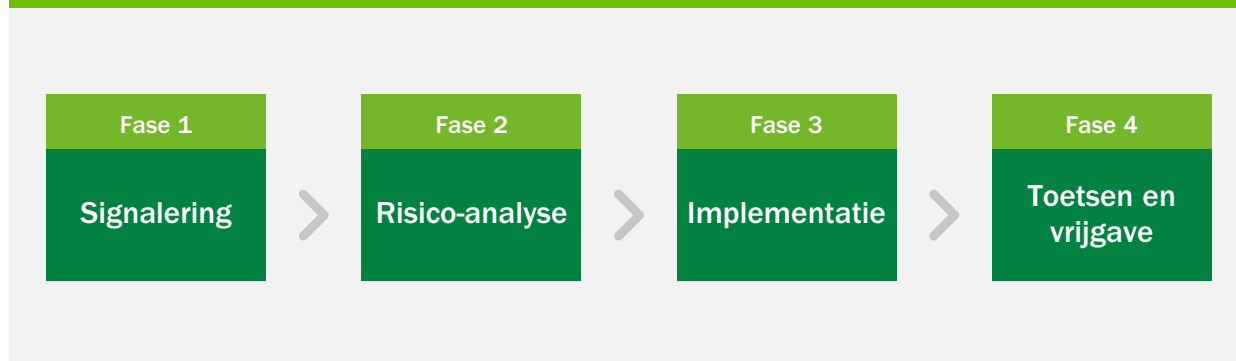 Fase 1
Signalering
Fase 2
Risico-analyse
Fase 3
Implementatie
Fase 4
Toetsen en
vrijgave